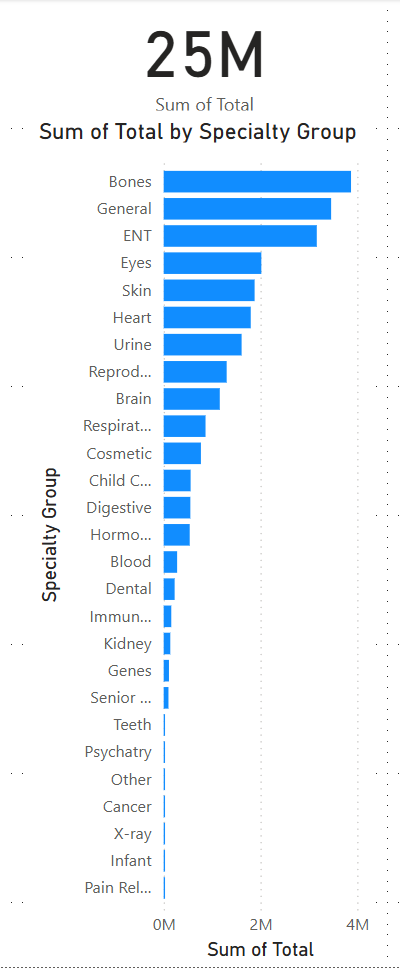 25M
Sum of Total
Sum of Total by Specialty Group
Specialty Group
Bones
General
ENT
Eyes
Skin
Heart
Urine
Reprod...
Brain
Respirat...
Cosmetic
Child C...
Digestive
Hormo...
Blood
Dental
Immun...
Kidney
Genes
Senior ...
Teeth
Psychatry
Other
Cancer
X-ray
Infant
Pain Rel...
0M 2M 4M
Sum of Total